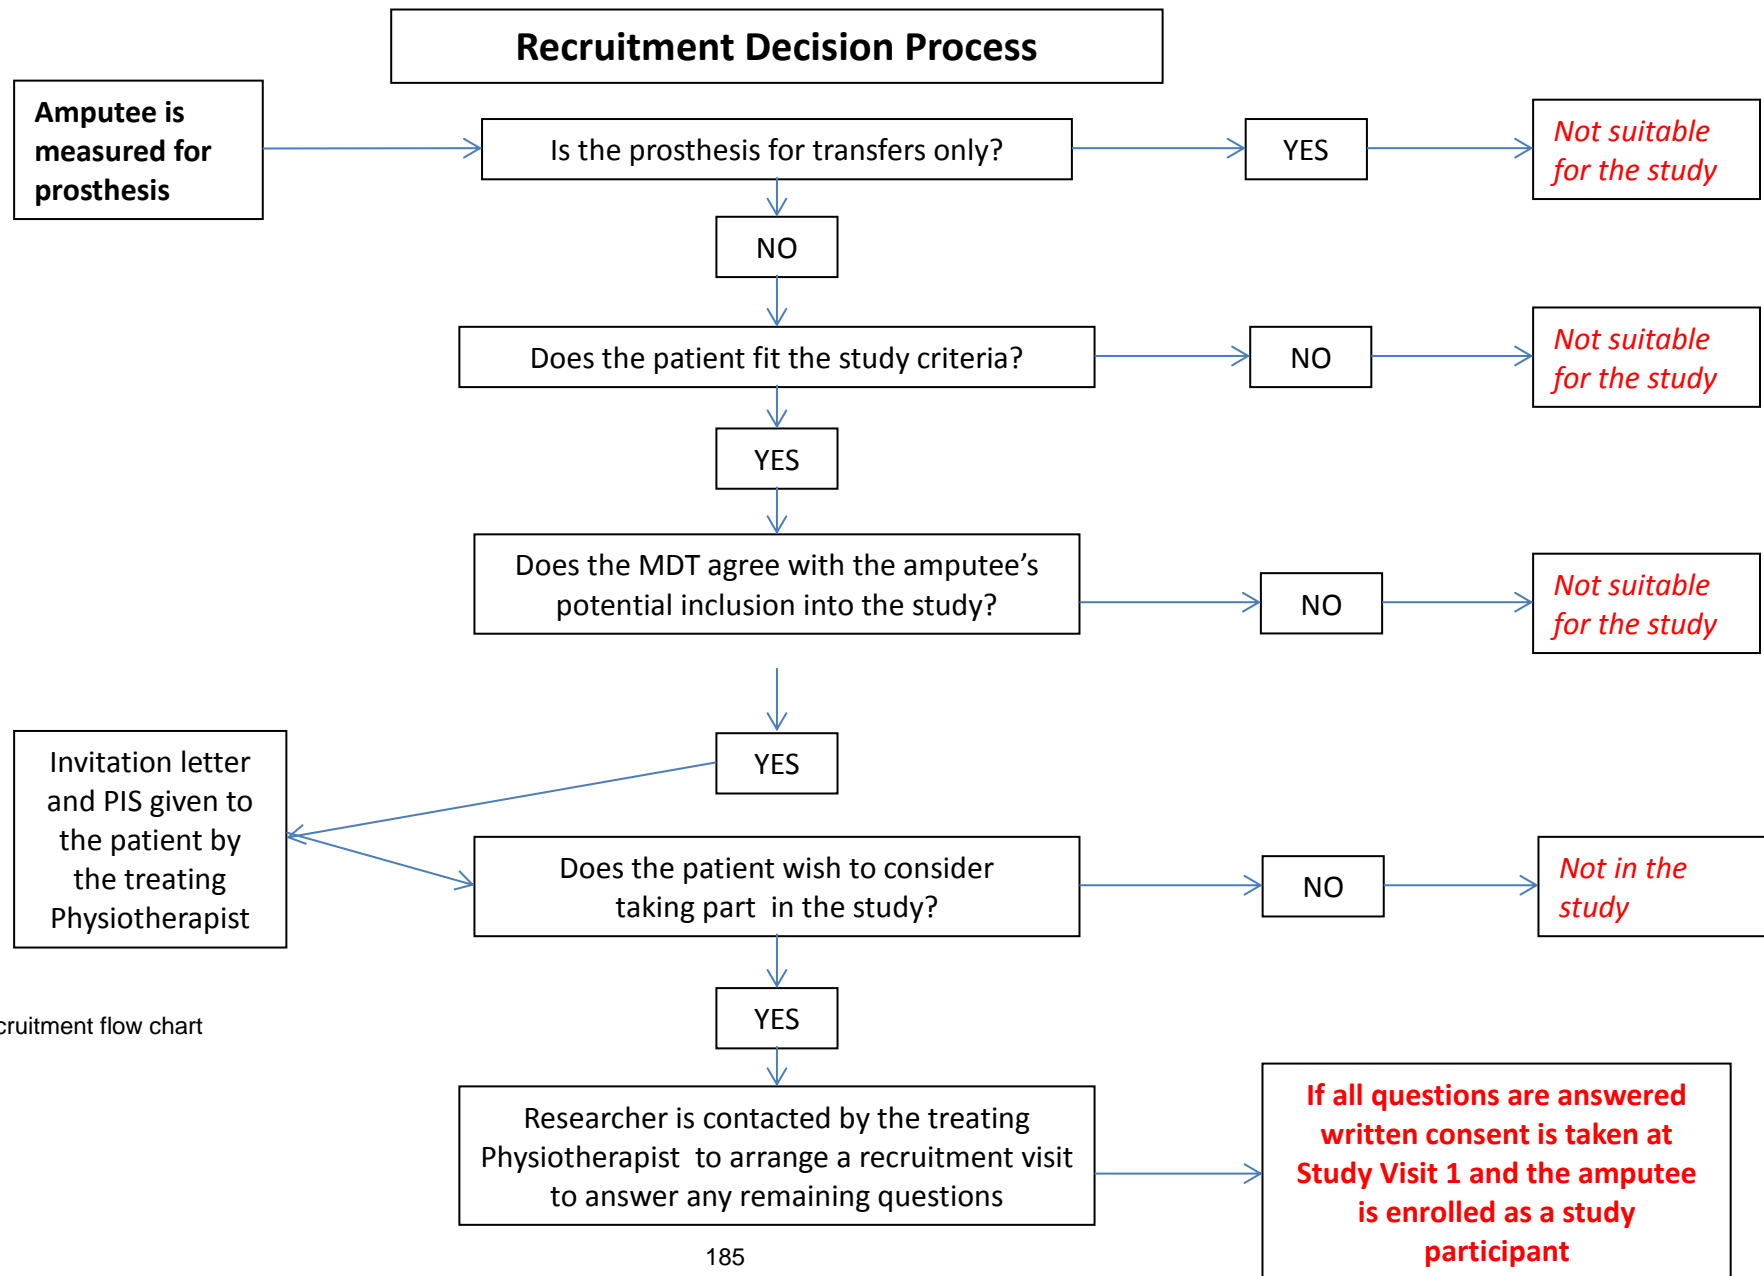 Recruitment Decision Process
Amputee is
measured for
prosthesis
Is the prosthesis for transfers only?
YES
Not suitable
for the study
NO
Does the patient fit the study criteria?
NO
Not suitable
for the study
YES
Does the MDT agree with the amputee’s
potential inclusion into the study?
NO
Not suitable
for the study
YES
Invitation letter
and PIS given to
the patient by
the treating
Physiotherapist
Does the patient wish to consider
taking part  in the study?
NO
Not in the
study
YES
cruitment flow chart
Researcher is contacted by the treating
Physiotherapist  to arrange a recruitment visit
to answer any remaining questions
If all questions are answered
written consent is taken at
Study Visit 1 and the amputee
is enrolled as a study
participant
185